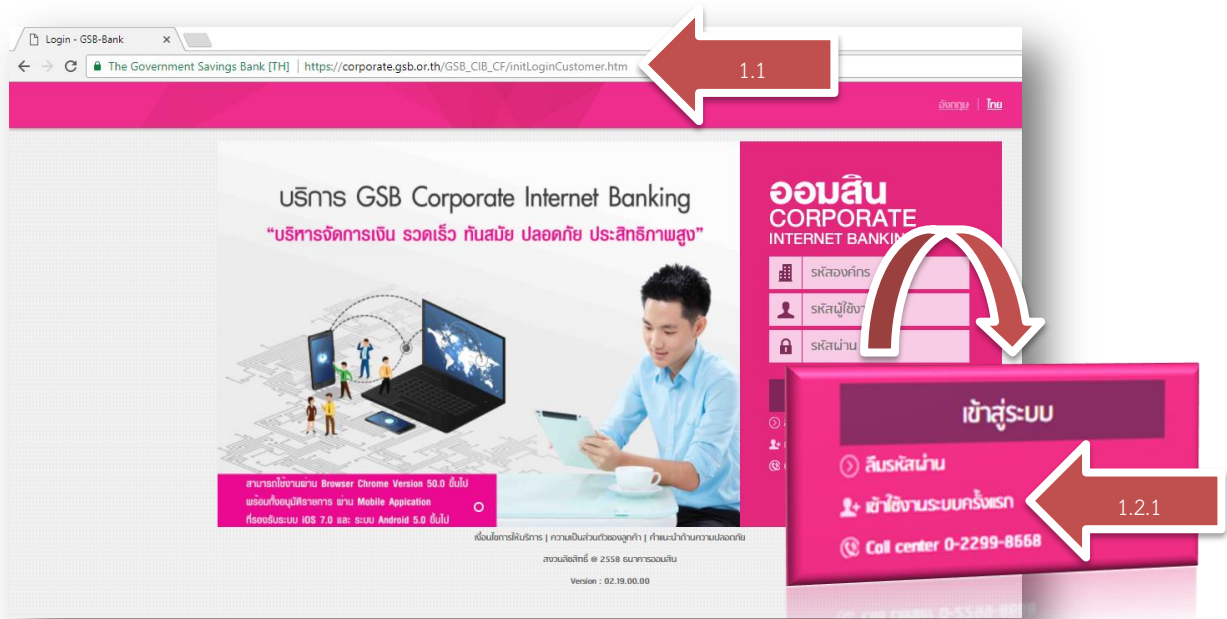 Login - GSB-Bank
The Government Savings Bank [TH] | https://corporate.gsb.or.th/GSB_CIB_CF/initLoginCustomer.htm
1.1
อังกฤษ | ไทย
บริการ GSB Corporate Internet Banking
“บริหารจัดการเงิน รวดเร็ว ทันสมัย ปลอดภัย ประสิทธิภาพสูง”
ออมสิน
CORPORATE
INTERNET BANKIN
รหัสองค์กร
รหัสผู้ใช้งา
รหัสผ่าน
เข้าสู่ระบบ
ลืมรหัสผ่าน
เข้าใช้งานระบบครั้งแรก
1.2.1
Call center 0-2299-8668
สามารถใช้งานผ่าน Browser Chrome Version 50.0 ขึ้นไป
พร้อมทั้งอนุมัติรายการ ผ่าน Mobile Appication
ที่รองรับระบบ iOS 7.0 และ ระบบ Android 5.0 ขึ้นไป
เงื่อนไขการให้บริการ | ความเป็นส่วนตัวของลูกค้า | คำแนะนำด้านความปลอดภัย
สงวนลิขสิทธิ์ @ 2558 ธนาคารออมสิน
Version : 02.19.00.00